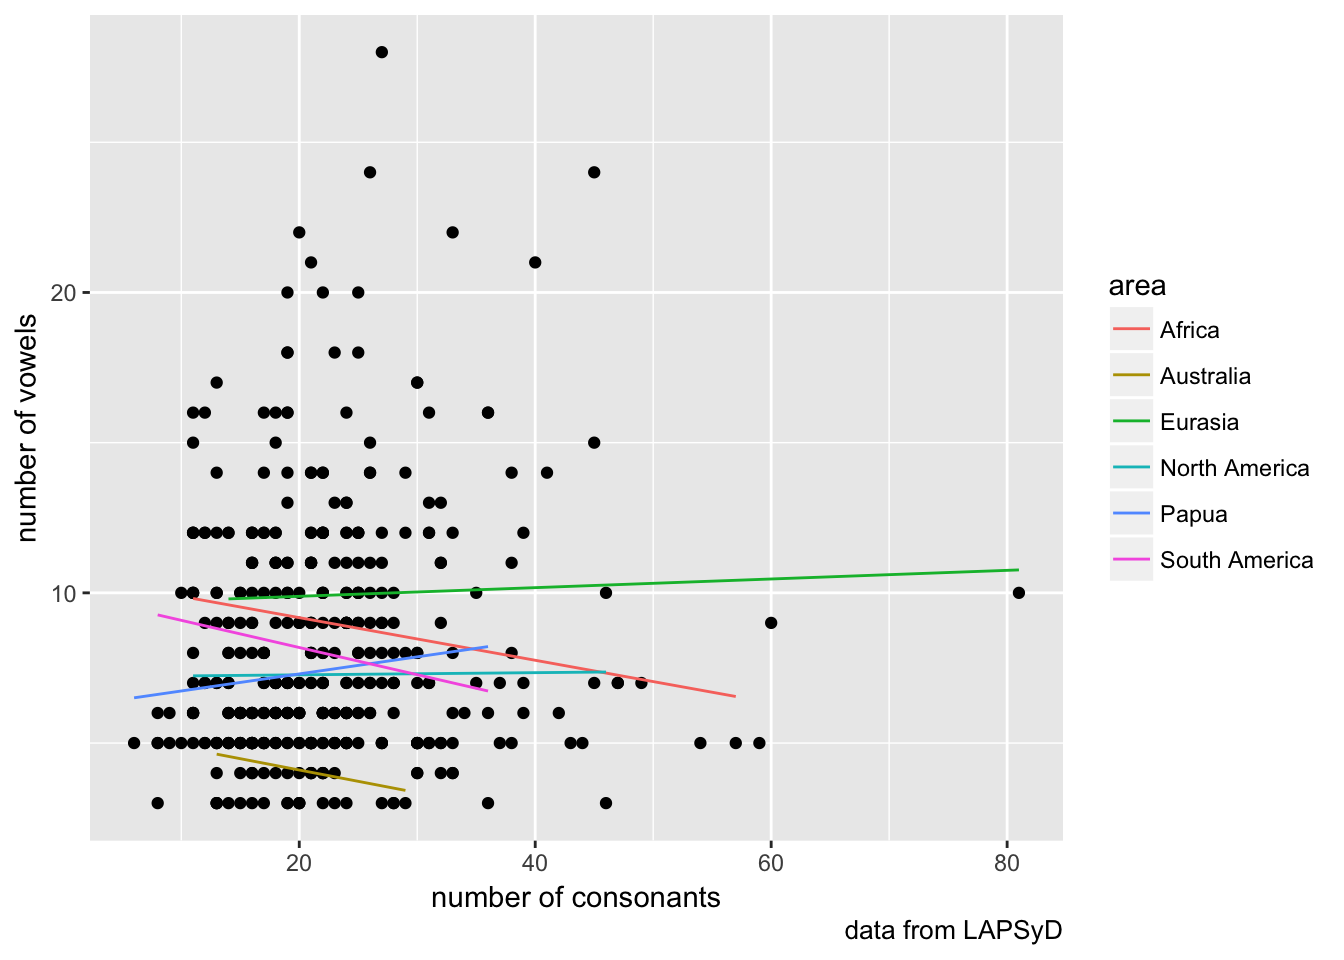 number of vowels
20
10
20
40
60
80
number of consonants
data from LAPSyD
area
Africa
Australia
Eurasia
North America
Papua
South America